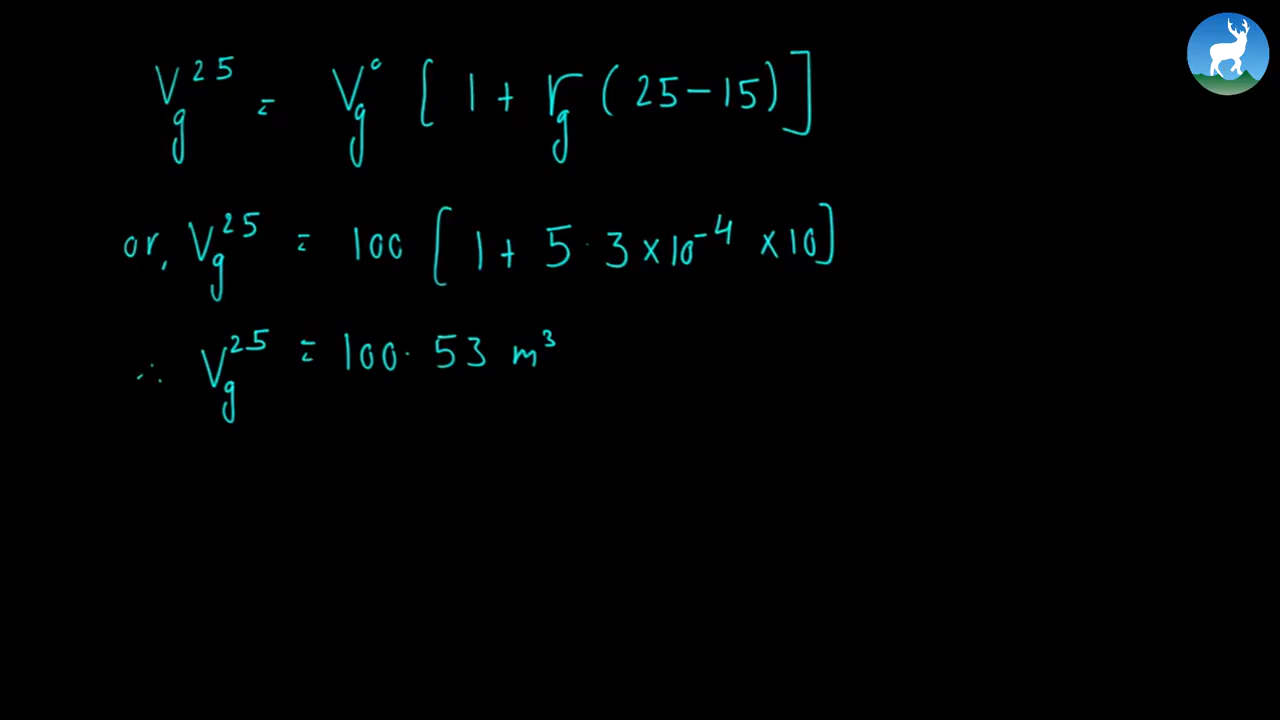 V_g^25 = V_g^° [ 1 + γ_g ( 25 - 15 ) ]
or, V_g^25 = 100 [ 1 + 5.3 × 10^-4 × 10 ]
∴ V_g^25 = 100.53 m^3